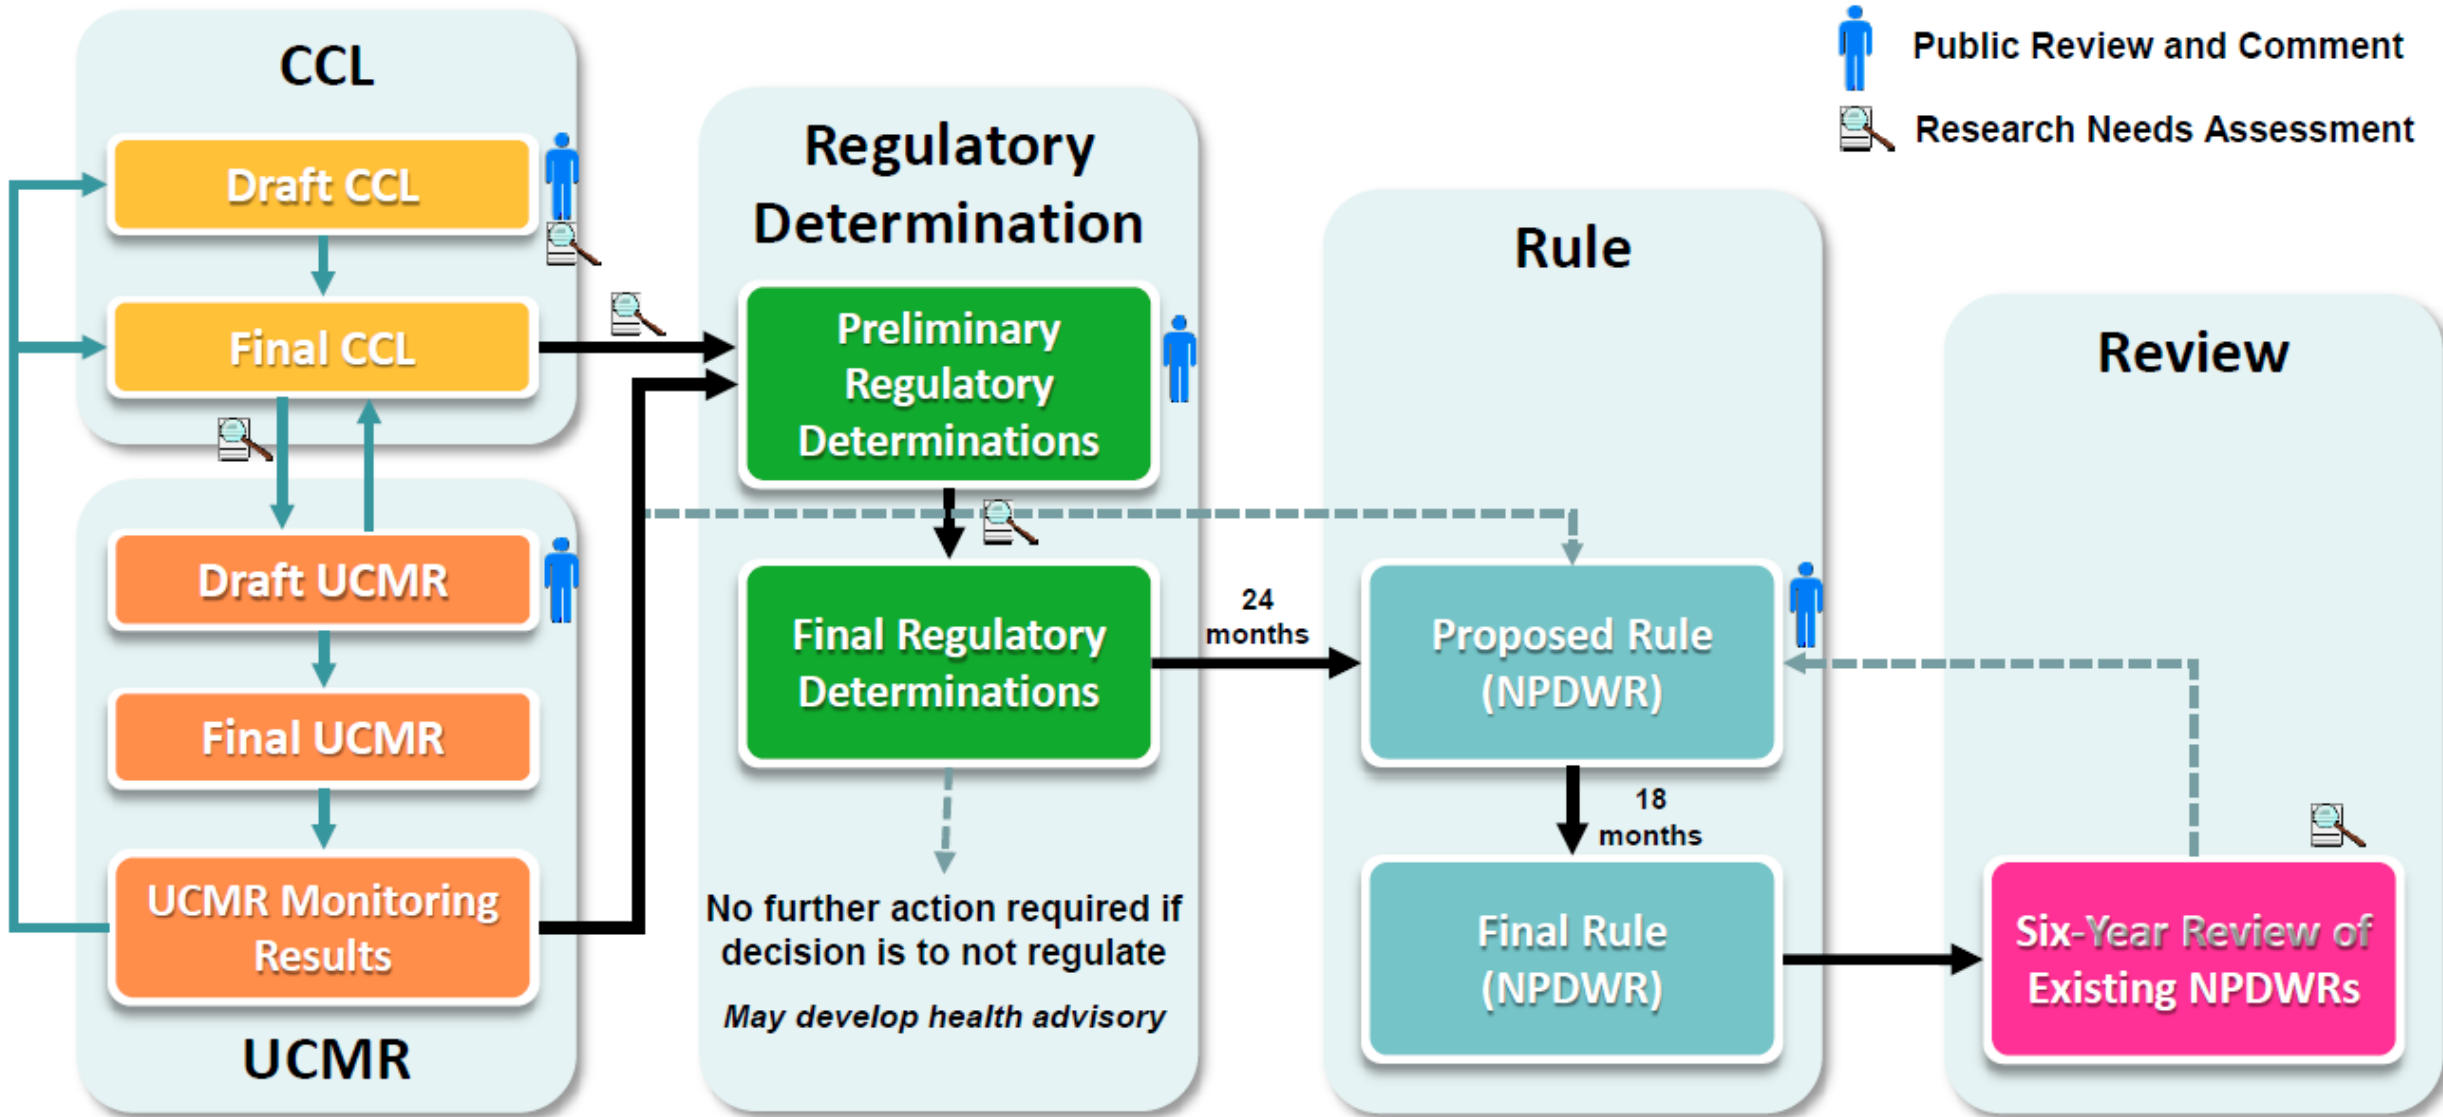 CCL
Draft CCL
Final CCL
Draft UCMR
Final UCMR
UCMR Monitoring
Results
UCMR
Regulatory
Determination
Preliminary
Regulatory
Determinations
Final Regulatory
Determinations
No further action required if
decision is to not regulate
May develop health advisory
24
months
Rule
Proposed Rule
(NPDWR)
18
months
Final Rule
(NPDWR)
Review
Six-Year Review of
Existing NPDWRs
Public Review and Comment
Research Needs Assessment